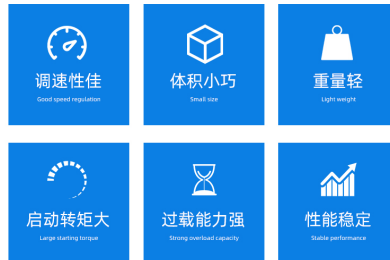 调速性佳
Good speed regulation
体积小巧
Small size
重量轻
Light weight
启动转矩大
Large starting torque
过载能力强
Strong overload capacity
性能稳定
Stable performance